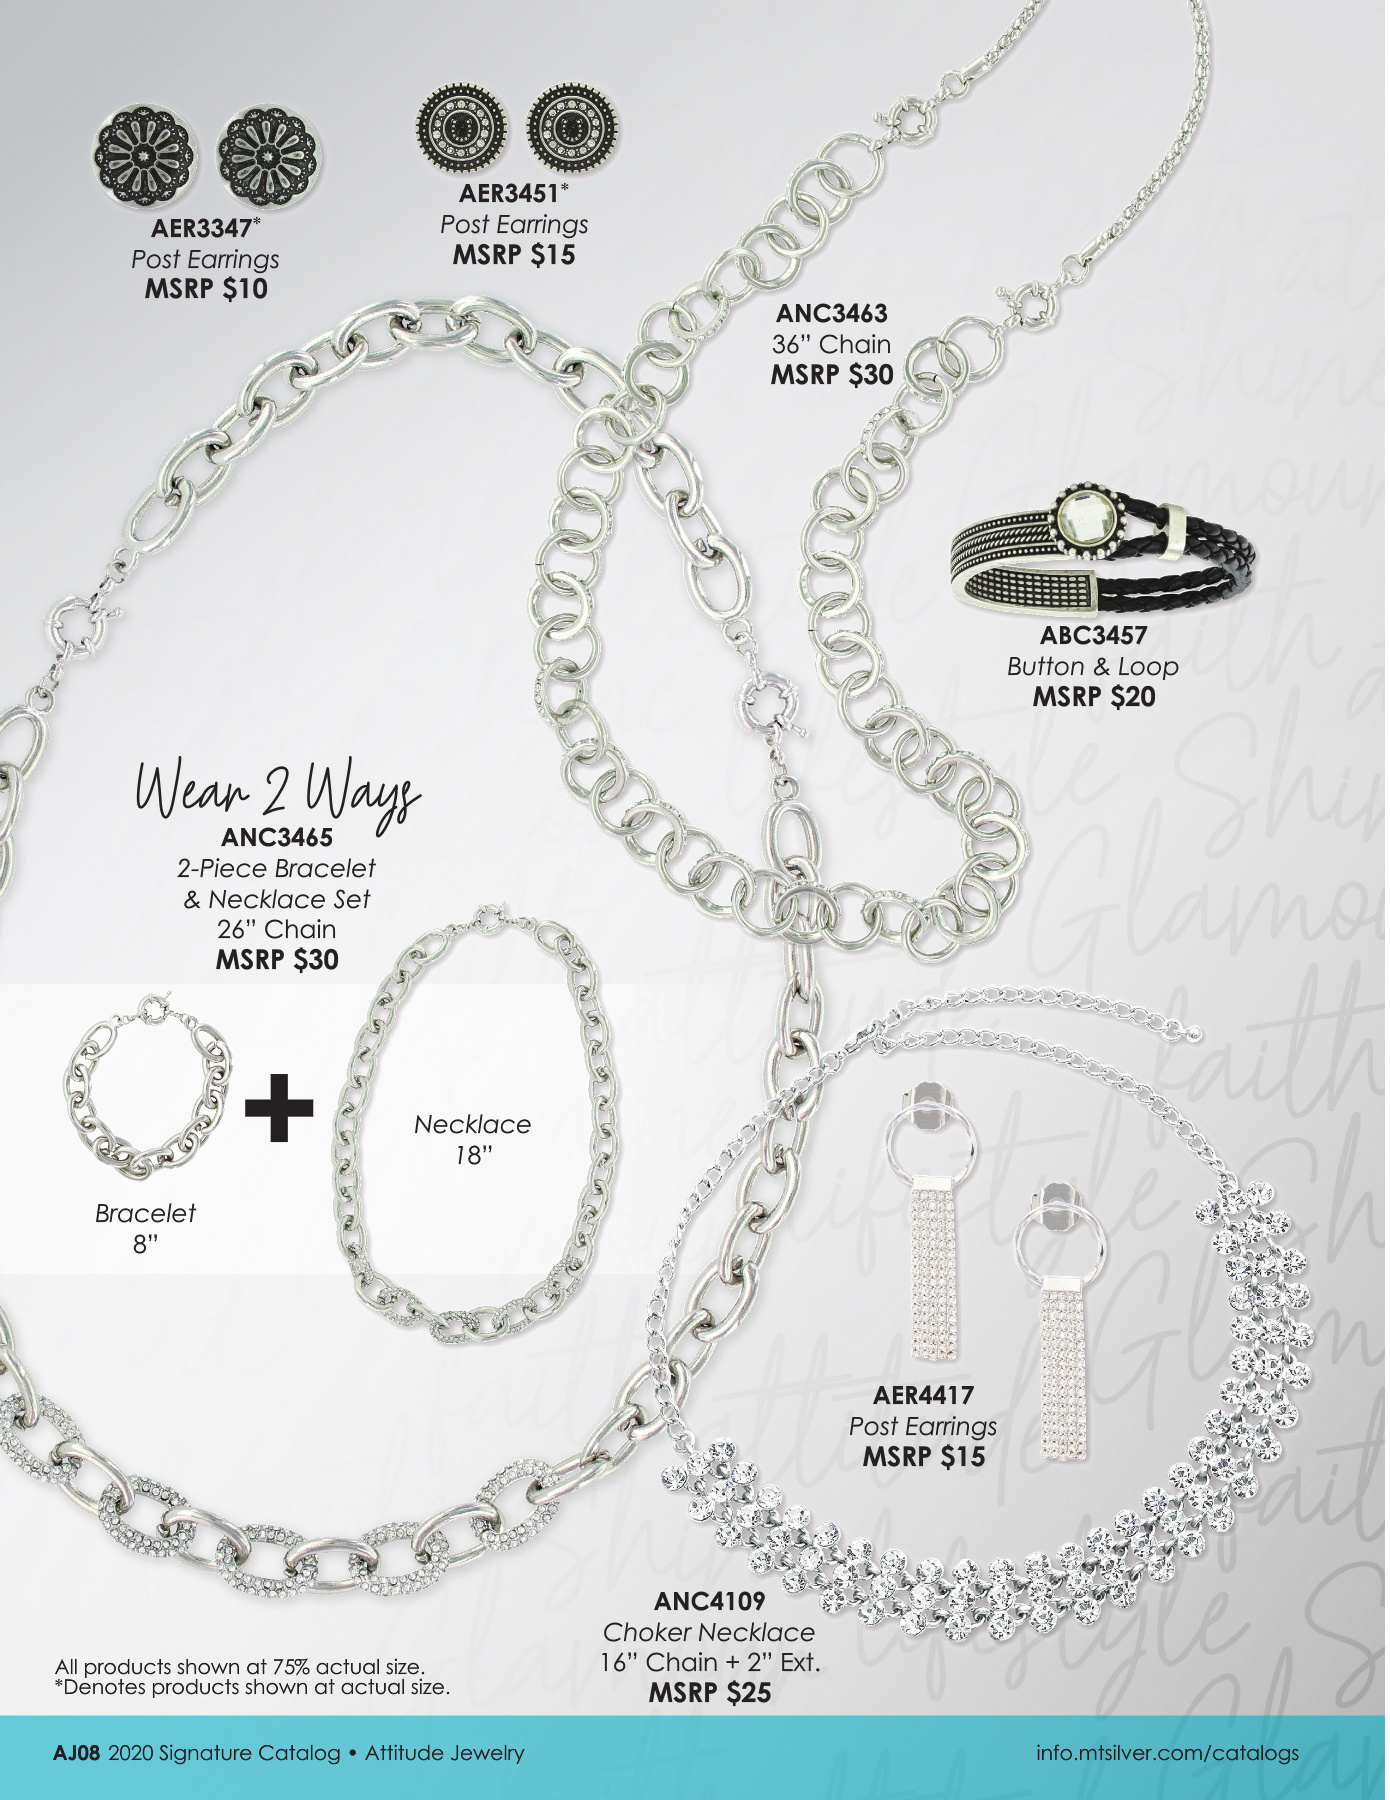 AER3347*
Post Earrings
MSRP $10
AER3451*
Post Earrings
MSRP $15
ANC3463
36” Chain
MSRP $30
ABC3457
Button & Loop
MSRP $20
Wear 2 Ways
ANC3465
2-Piece Bracelet
& Necklace Set
26” Chain
MSRP $30
Necklace
18”
Bracelet
8”
AER4417
Post Earrings
MSRP $15
ANC4109
Choker Necklace
16” Chain + 2” Ext.
MSRP $25
All products shown at 75% actual size.
*Denotes products shown at actual size.
AJ08 2020 Signature Catalog • Attitude Jewelry
info.mtsilver.com/catalogs